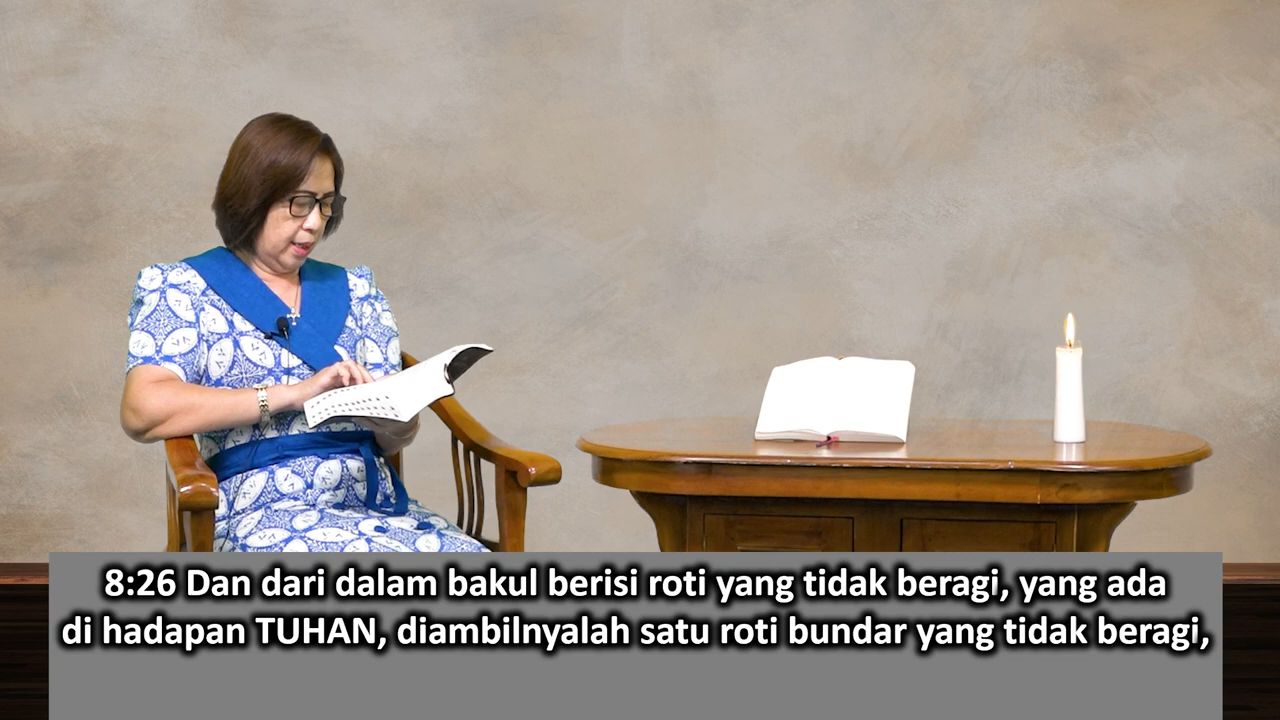 8:26 Dan dari dalam bakul berisi roti yang tidak beragi, yang ada
di hadapan TUHAN, diambilnyalah satu roti bundar yang tidak beragi,